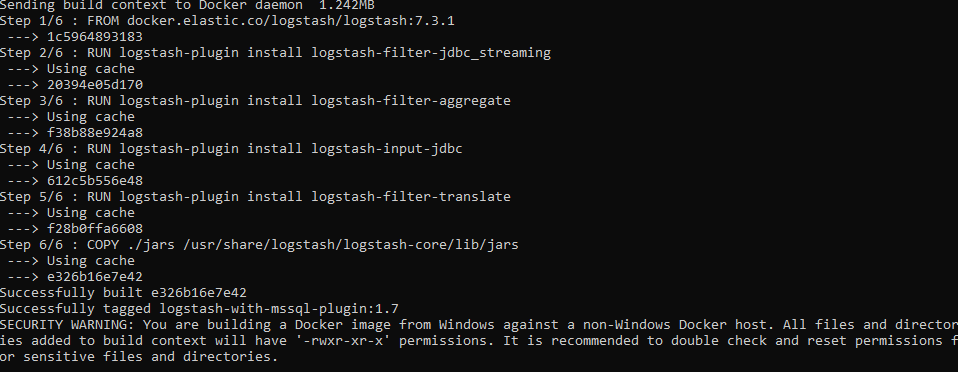 Sending build context to Docker daemon  1.242MB
Step 1/6 : FROM docker.elastic.co/logstash/logstash:7.3.1
 ---> 1c5964893183
Step 2/6 : RUN logstash-plugin install logstash-filter-jdbc_streaming
 ---> Using cache
 ---> 20394e05d170
Step 3/6 : RUN logstash-plugin install logstash-filter-aggregate
 ---> Using cache
 ---> f38b88e924a8
Step 4/6 : RUN logstash-plugin install logstash-input-jdbc
 ---> Using cache
 ---> 612c5b556e48
Step 5/6 : RUN logstash-plugin install logstash-filter-translate
 ---> Using cache
 ---> f28b0ffa6608
Step 6/6 : COPY ./jars /usr/share/logstash/logstash-core/lib/jars
 ---> Using cache
 ---> e326b16e7e42
Successfully built e326b16e7e42
Successfully tagged logstash-with-mssql-plugin:1.7
SECURITY WARNING: You are building a Docker image from Windows against a non-Windows Docker host. All files and director
ies added to build context will have '-rwxr-xr-x' permissions. It is recommended to double check and reset permissions f
or sensitive files and directories.